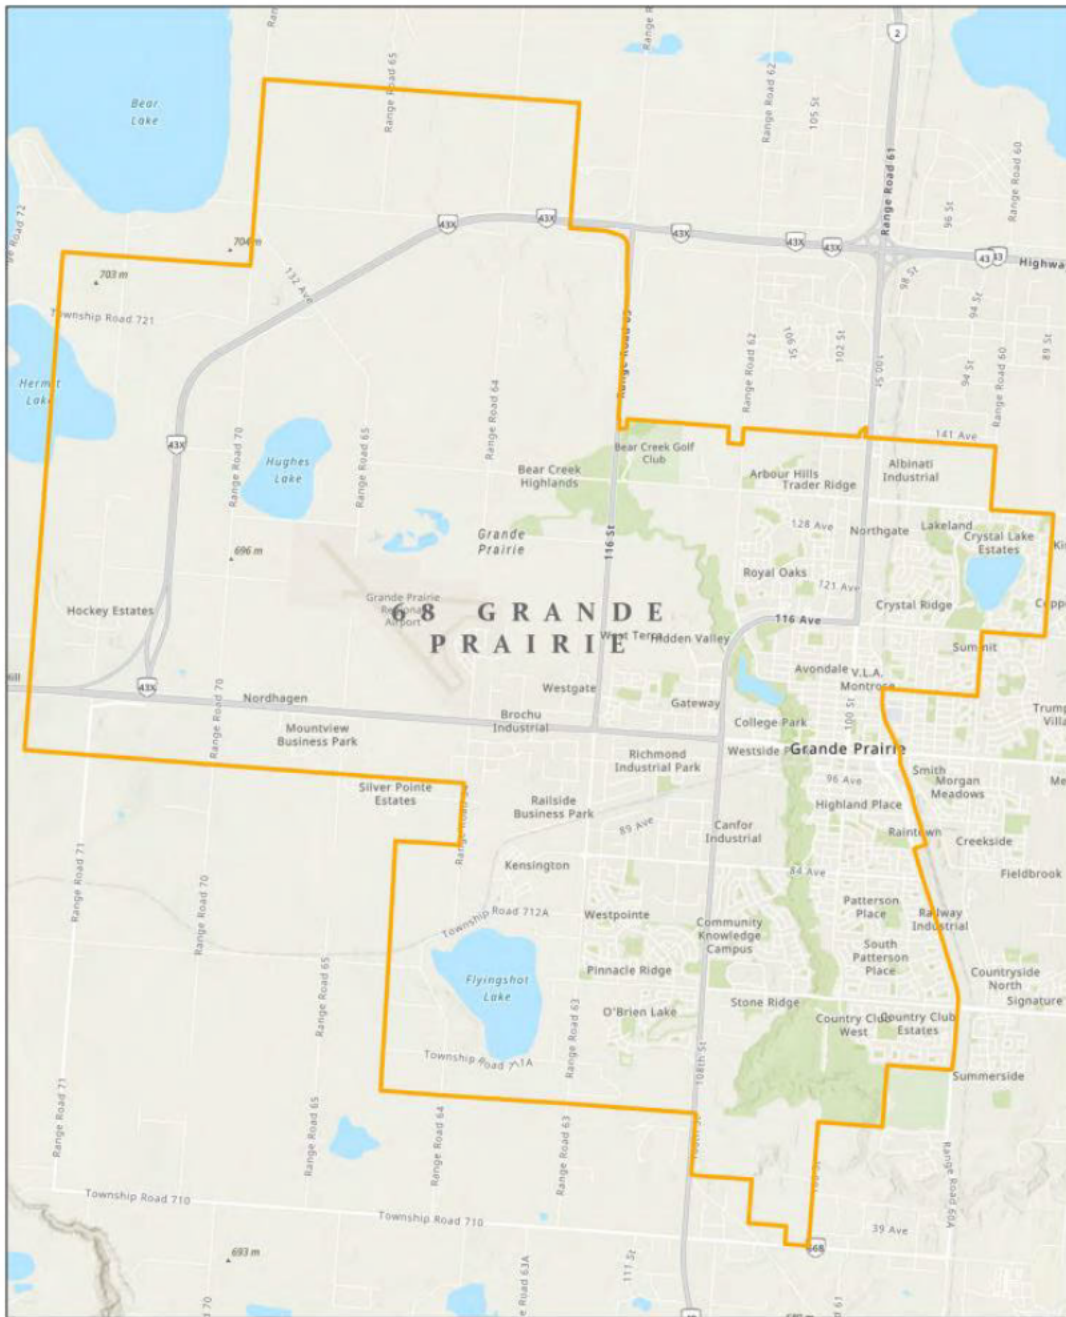 2
Bear
Lake
Range Road 65
Range Road 62
105 St
Range Road 61
Range Road 60
96 St
43X
43X
43X
43X
43X
43
43
704 m
703 m
132 Ave
98 St
94 St
Township Road 721
106 St
102 St
Range Road 62
100 St
89 St
94 St
Range Road 60
Hermit
Lake
Range Road 64
43X
Range Road 70
Hughes
Lake
Range Road 65
141 Ave
Bear Creek Golf
Club
Bear Creek
Highlands
Arbour Hills
Trader Ridge
Albinati
Industrial
Grande
Prairie
116 St
128 Ave
Northgate
Lakeland
Crystal Lake
Estates
696 m
Royal Oaks
121 Ave
Crystal Ridge
Hockey Estates
Grande Prairie
Regional
Airport
68 GRANDE
PRAIRIE
Hidden Valley
116 Ave
Summit
Avondale
V.L.A.
Montrose
43X
Nordhagen
Westgate
Gateway
100 St
Range Road 70
Brochu
Industrial
College Park
Mountview
Business Park
Richmond
Industrial Park
Grande Prairie
Silver Pointe
Estates
96 Ave
Smith
Morgan
Meadows
Railside
Business Park
Highland Place
89 Ave
Canfor
Industrial
Creekside
Kensington
84 Ave
Fieldbrook
Range Road 71
Range Road 70
Township Road 712A
Westpointe
Community
Knowledge
Campus
Patterson
Place
Railway
Industrial
South
Patterson
Place
Range Road 65
Flyingshot
Lake
Pinnacle Ridge
Countryside
North
Stone Ridge
Signature
O'Brien Lake
Range Road 63
Country Club
West
Country Club
Estates
108th St
Summerside
Range Road 71
Range Road 65
Range Road 64
Range Road 63
Range Road 60A
Township Road 710
Township Road 710
39 Ave
693 m
111 St